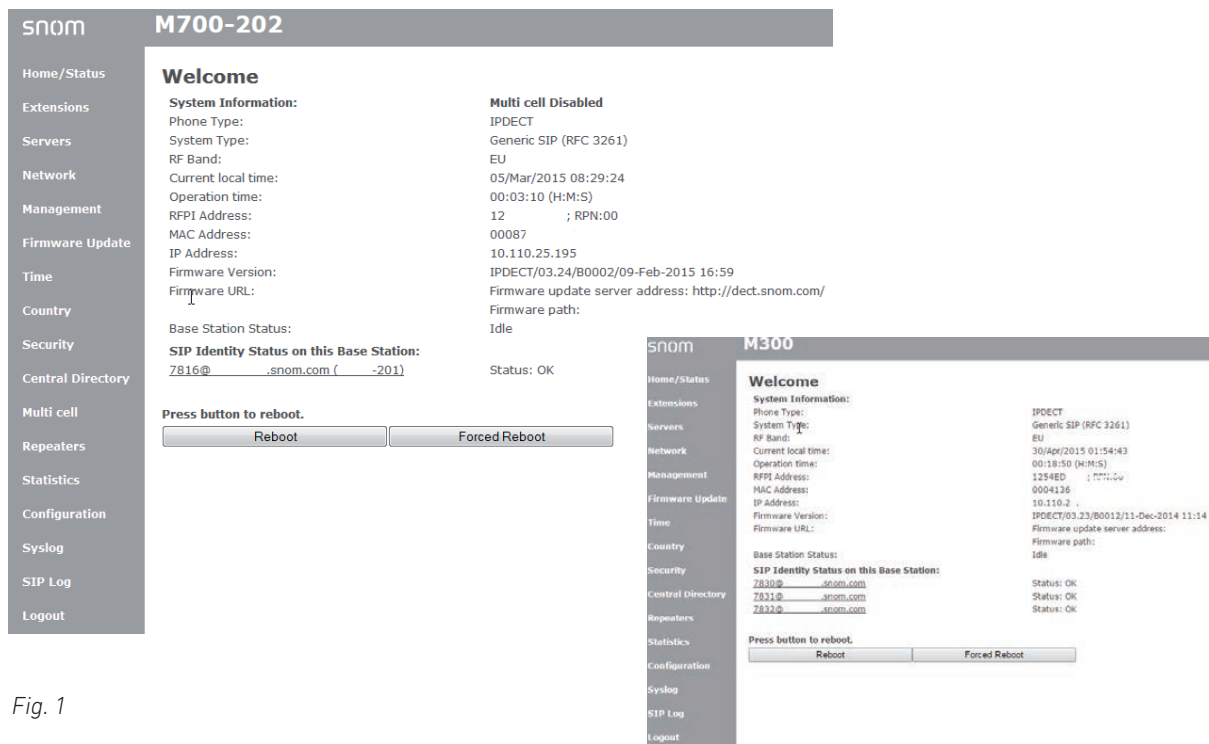 snom
M700-202
Home/Status
Extensions
Servers
Network
Management
Firmware Update
Time
Country
Security
Central Directory
Multi cell
Repeaters
Statistics
Configuration
Syslog
SIP Log
Logout
Welcome
System Information: Multi cell Disabled
Phone Type: IPDECT
System Type: Generic SIP (RFC 3261)
RF Band: EU
Current local time: 05/Mar/2015 08:29:24
Operation time: 00:03:10 (H:M:S)
RFPI Address: 12 ; RPN:00
MAC Address: 00087
IP Address: 10.110.25.195
Firmware Version: IPDECT/03.24/B0002/09-Feb-2015 16:59
Firmware URL: Firmware update server address: http://dect.snom.com/
Firmware path:
Base Station Status: Idle
SIP Identity Status on this Base Station:
7816@ .snom.com ( -201) Status: OK
Press button to reboot.
Reboot Forced Reboot
snom
M300
Home/Status
Extensions
Servers
Network
Management
Firmware Update
Time
Country
Security
Central Directory
Repeaters
Statistics
Configuration
Syslog
SIP Log
Logout
Welcome
System Information:
Phone Type: IPDECT
System Type: Generic SIP (RFC 3261)
RF Band: EU
Current local time: 30/Apr/2015 01:54:43
Operation time: 00:18:50 (H:M:S)
RFPI Address: 1254ED ;
MAC Address: 0004136
IP Address: 10.110.2 .
Firmware Version: IPDECT/03.23/B0012/11-Dec-2014 11:14
Firmware URL: Firmware update server address:
Firmware path:
Base Station Status: Idle
SIP Identity Status on this Base Station:
7830@ .snom.com Status: OK
7831@ .snom.com Status: OK
7832@ .snom.com Status: OK
Press button to reboot.
Reboot Forced Reboot
Fig. 1